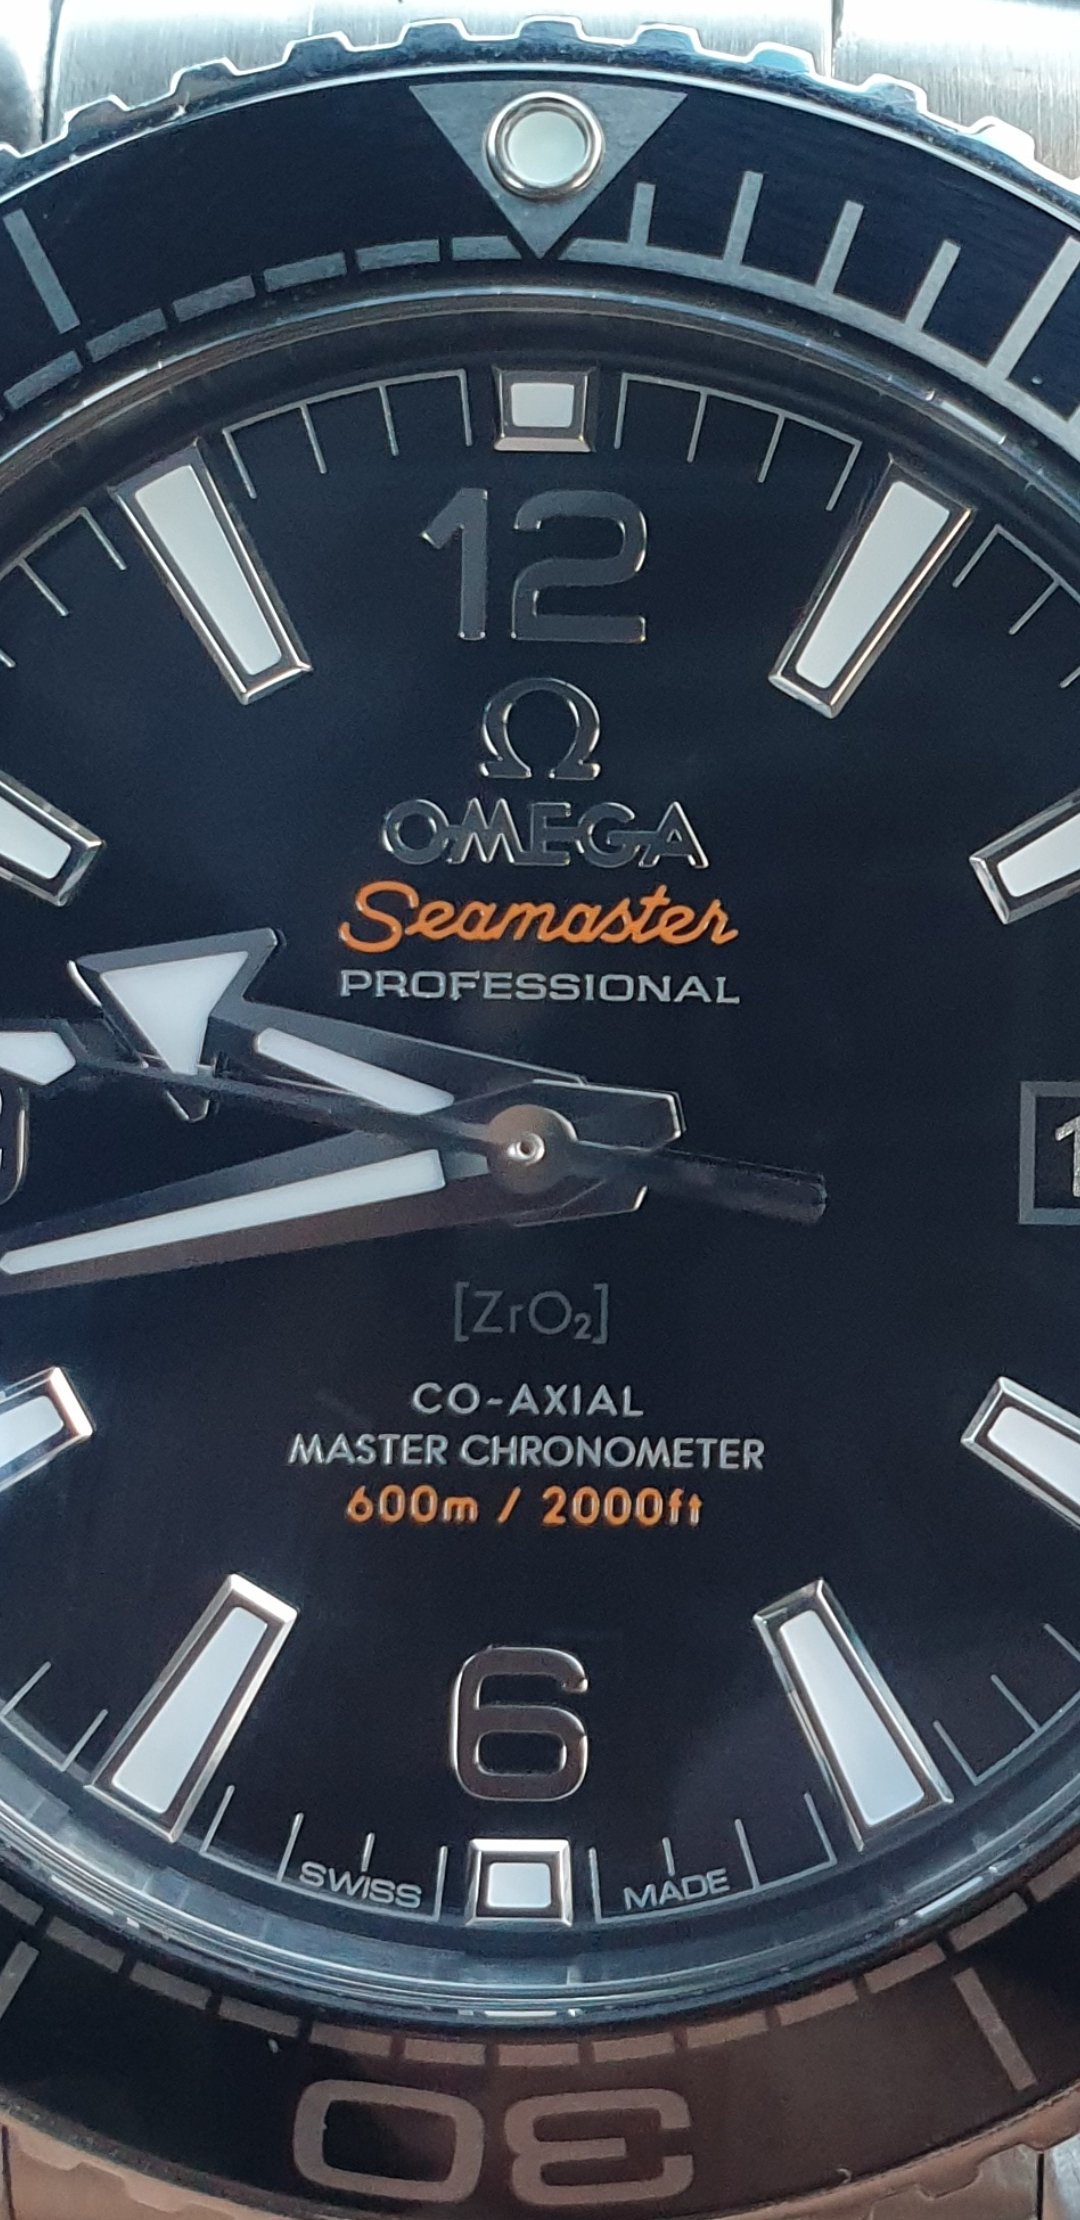 12
Ω
OMEGA
Seamaster
PROFESSIONAL
[ZrO₂]
CO-AXIAL
MASTER CHRONOMETER
600m / 2000ft
6
SWISS MADE
30